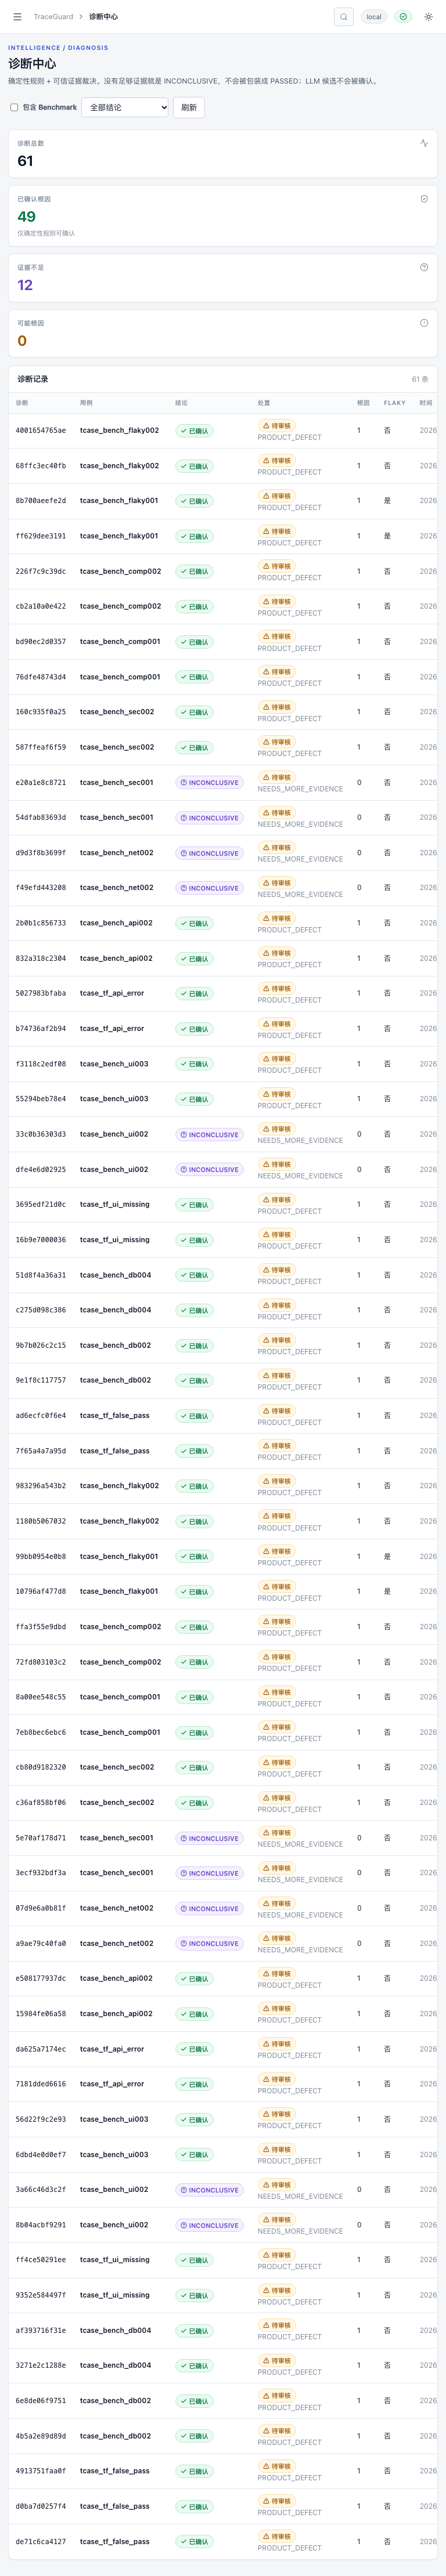 TraceGuard > 诊断中心
local
INTELLIGENCE / DIAGNOSIS
诊断中心
确定性规则 + 可信证据裁决。没有足够证据就是 INCONCLUSIVE，不会被包装成 PASSED；LLM 候选不会被确认。
包含 Benchmark 全部结论 刷新
诊断总数
61
已确认根因
49
仅确定性规则可确认
证据不足
12
可能根因
0
诊断记录 61 条
诊断 用例 结论 处置 根因 FLAKY 时间
4001654765ae tcase_bench_flaky002 已确认 待审核 PRODUCT_DEFECT 1 否 2026
68ffc3ec40fb tcase_bench_flaky002 已确认 待审核 PRODUCT_DEFECT 1 否 2026
8b700aeefe2d tcase_bench_flaky001 已确认 待审核 PRODUCT_DEFECT 1 是 2026
ff629dee3191 tcase_bench_flaky001 已确认 待审核 PRODUCT_DEFECT 1 是 2026
226f7c9c39dc tcase_bench_comp002 已确认 待审核 PRODUCT_DEFECT 1 否 2026
cb2a10a0e422 tcase_bench_comp002 已确认 待审核 PRODUCT_DEFECT 1 否 2026
bd90ec2d0357 tcase_bench_comp001 已确认 待审核 PRODUCT_DEFECT 1 否 2026
76dfe48743d4 tcase_bench_comp001 已确认 待审核 PRODUCT_DEFECT 1 否 2026
160c935f0a25 tcase_bench_sec002 已确认 待审核 PRODUCT_DEFECT 1 否 2026
587ffeaf6f59 tcase_bench_sec002 已确认 待审核 PRODUCT_DEFECT 1 否 2026
e20a1e8c8721 tcase_bench_sec001 INCONCLUSIVE 待审核 NEEDS_MORE_EVIDENCE 0 否 2026
54dfab83693d tcase_bench_sec001 INCONCLUSIVE 待审核 NEEDS_MORE_EVIDENCE 0 否 2026
d9d3f8b3699f tcase_bench_net002 INCONCLUSIVE 待审核 NEEDS_MORE_EVIDENCE 0 否 2026
f49efd443208 tcase_bench_net002 INCONCLUSIVE 待审核 NEEDS_MORE_EVIDENCE 0 否 2026
2b0b1c856733 tcase_bench_api002 已确认 待审核 PRODUCT_DEFECT 1 否 2026
832a318c2304 tcase_bench_api002 已确认 待审核 PRODUCT_DEFECT 1 否 2026
5027983bfaba tcase_tf_api_error 已确认 待审核 PRODUCT_DEFECT 1 否 2026
b74736af2b94 tcase_tf_api_error 已确认 待审核 PRODUCT_DEFECT 1 否 2026
f3118c2edf08 tcase_bench_ui003 已确认 待审核 PRODUCT_DEFECT 1 否 2026
55294beb78e4 tcase_bench_ui003 已确认 待审核 PRODUCT_DEFECT 1 否 2026
33c0b36303d3 tcase_bench_ui002 INCONCLUSIVE 待审核 NEEDS_MORE_EVIDENCE 0 否 2026
dfe4e6d02925 tcase_bench_ui002 INCONCLUSIVE 待审核 NEEDS_MORE_EVIDENCE 0 否 2026
3695edf21d0c tcase_tf_ui_missing 已确认 待审核 PRODUCT_DEFECT 1 否 2026
16b9e7000036 tcase_tf_ui_missing 已确认 待审核 PRODUCT_DEFECT 1 否 2026
51d8f4a36a31 tcase_bench_db004 已确认 待审核 PRODUCT_DEFECT 1 否 2026
c275d098c386 tcase_bench_db004 已确认 待审核 PRODUCT_DEFECT 1 否 2026
9b7b026c2c15 tcase_bench_db002 已确认 待审核 PRODUCT_DEFECT 1 否 2026
9e1f8c117757 tcase_bench_db002 已确认 待审核 PRODUCT_DEFECT 1 否 2026
ad6ecfc0f6e4 tcase_tf_false_pass 已确认 待审核 PRODUCT_DEFECT 1 否 2026
7f65a4a7a95d tcase_tf_false_pass 已确认 待审核 PRODUCT_DEFECT 1 否 2026
983296a543b2 tcase_bench_flaky002 已确认 待审核 PRODUCT_DEFECT 1 否 2026
1180b5067032 tcase_bench_flaky002 已确认 待审核 PRODUCT_DEFECT 1 否 2026
99bb0954e0b8 tcase_bench_flaky001 已确认 待审核 PRODUCT_DEFECT 1 是 2026
10796af477d8 tcase_bench_flaky001 已确认 待审核 PRODUCT_DEFECT 1 是 2026
ffa3f55e9dbd tcase_bench_comp002 已确认 待审核 PRODUCT_DEFECT 1 否 2026
72fd803103c2 tcase_bench_comp002 已确认 待审核 PRODUCT_DEFECT 1 否 2026
8a00ee548c55 tcase_bench_comp001 已确认 待审核 PRODUCT_DEFECT 1 否 2026
7eb8bec6ebc6 tcase_bench_comp001 已确认 待审核 PRODUCT_DEFECT 1 否 2026
cb80d9182320 tcase_bench_sec002 已确认 待审核 PRODUCT_DEFECT 1 否 2026
c36af858bf06 tcase_bench_sec002 已确认 待审核 PRODUCT_DEFECT 1 否 2026
5e70af178d71 tcase_bench_sec001 INCONCLUSIVE 待审核 NEEDS_MORE_EVIDENCE 0 否 2026
3ecf932bdf3a tcase_bench_sec001 INCONCLUSIVE 待审核 NEEDS_MORE_EVIDENCE 0 否 2026
07d9e6a0b81f tcase_bench_net002 INCONCLUSIVE 待审核 NEEDS_MORE_EVIDENCE 0 否 2026
a9ae79c40fa0 tcase_bench_net002 INCONCLUSIVE 待审核 NEEDS_MORE_EVIDENCE 0 否 2026
e508177937dc tcase_bench_api002 已确认 待审核 PRODUCT_DEFECT 1 否 2026
15984fe06a58 tcase_bench_api002 已确认 待审核 PRODUCT_DEFECT 1 否 2026
da625a7174ec tcase_tf_api_error 已确认 待审核 PRODUCT_DEFECT 1 否 2026
7181dded6616 tcase_tf_api_error 已确认 待审核 PRODUCT_DEFECT 1 否 2026
56d22f9c2e93 tcase_bench_ui003 已确认 待审核 PRODUCT_DEFECT 1 否 2026
6dbd4e0d0ef7 tcase_bench_ui003 已确认 待审核 PRODUCT_DEFECT 1 否 2026
3a66c46d3c2f tcase_bench_ui002 INCONCLUSIVE 待审核 NEEDS_MORE_EVIDENCE 0 否 2026
8b04acbf9291 tcase_bench_ui002 INCONCLUSIVE 待审核 NEEDS_MORE_EVIDENCE 0 否 2026
ff4ce50291ee tcase_tf_ui_missing 已确认 待审核 PRODUCT_DEFECT 1 否 2026
9352e584497f tcase_tf_ui_missing 已确认 待审核 PRODUCT_DEFECT 1 否 2026
af393716f31e tcase_bench_db004 已确认 待审核 PRODUCT_DEFECT 1 否 2026
3271e2c1288e tcase_bench_db004 已确认 待审核 PRODUCT_DEFECT 1 否 2026
6e8de06f9751 tcase_bench_db002 已确认 待审核 PRODUCT_DEFECT 1 否 2026
4b5a2e89d89d tcase_bench_db002 已确认 待审核 PRODUCT_DEFECT 1 否 2026
4913751faa0f tcase_tf_false_pass 已确认 待审核 PRODUCT_DEFECT 1 否 2026
d0ba7d0257f4 tcase_tf_false_pass 已确认 待审核 PRODUCT_DEFECT 1 否 2026
de71c6ca4127 tcase_tf_false_pass 已确认 待审核 PRODUCT_DEFECT 1 否 2026